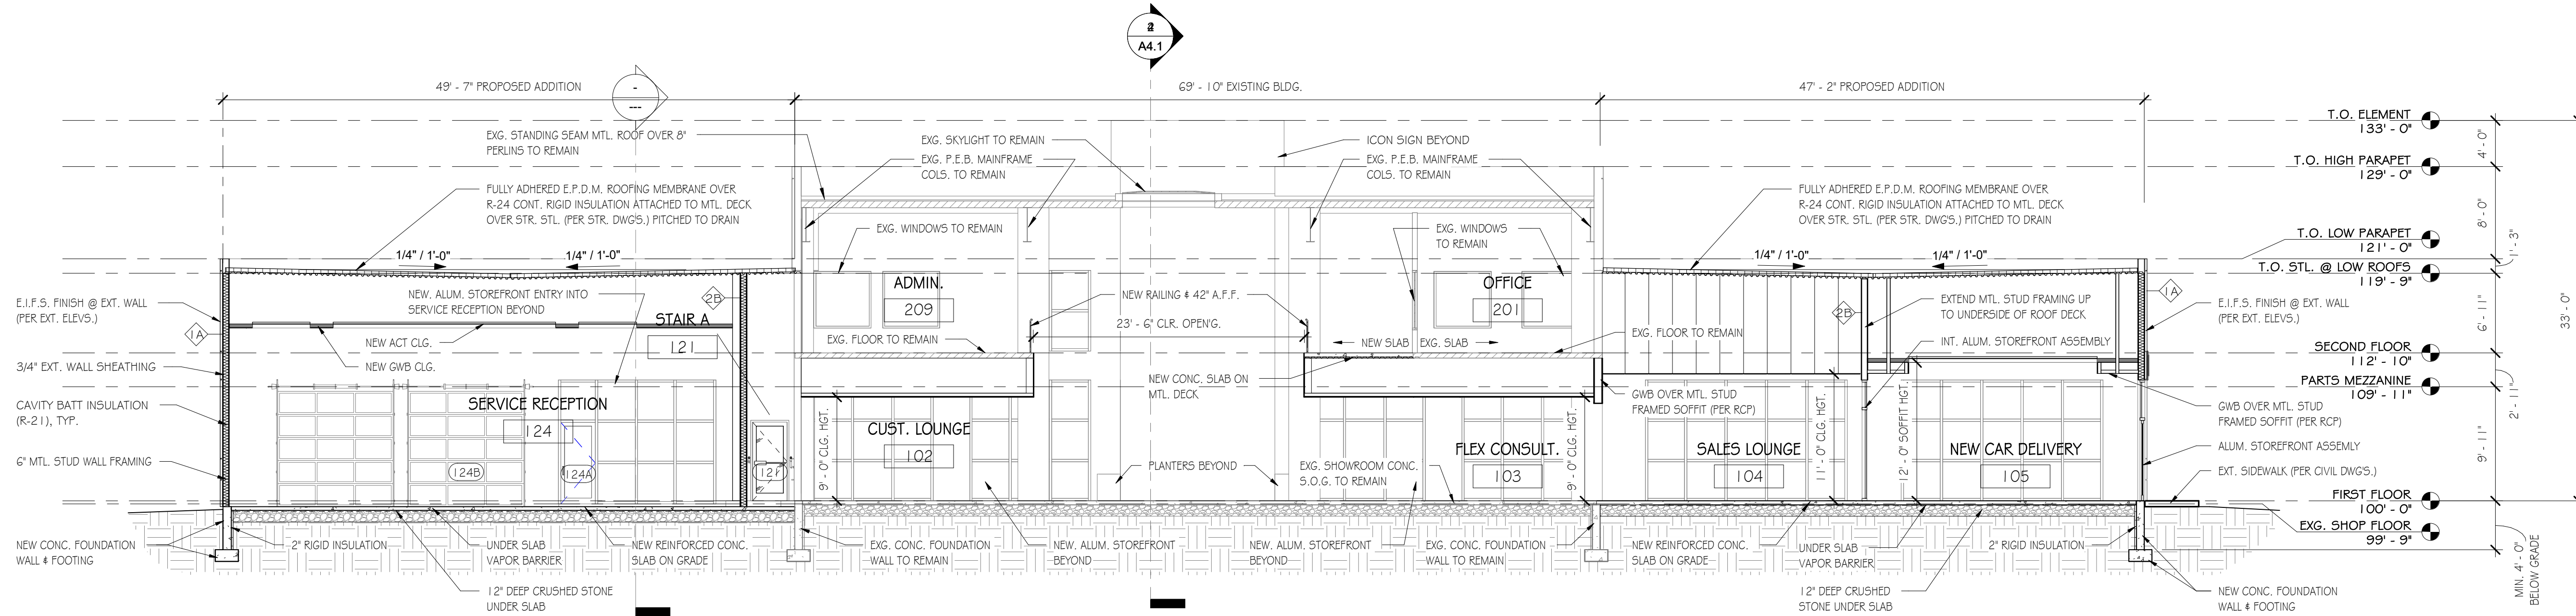 2
A4.1
49' - 7" PROPOSED ADDITION
-
---
69' - 10" EXISTING BLDG.
47' - 2" PROPOSED ADDITION
T.O. ELEMENT
133' - 0"
4' - 0"
EXG. STANDING SEAM MTL. ROOF OVER 8"
PERLINS TO REMAIN
EXG. SKYLIGHT TO REMAIN
ICON SIGN BEYOND
EXG. P.E.B. MAINFRAME
COLS. TO REMAIN
EXG. P.E.B. MAINFRAME
COLS. TO REMAIN
T.O. HIGH PARAPET
129' - 0"
FULLY ADHERED E.P.D.M. ROOFING MEMBRANE OVER
R-24 CONT. RIGID INSULATION ATTACHED TO MTL. DECK
OVER STR. STL. (PER STR. DWG'S.) PITCHED TO DRAIN
FULLY ADHERED E.P.D.M. ROOFING MEMBRANE OVER
R-24 CONT. RIGID INSULATION ATTACHED TO MTL. DECK
OVER STR. STL. (PER STR. DWG'S.) PITCHED TO DRAIN
8' - 0"
EXG. WINDOWS TO REMAIN
EXG. WINDOWS
TO REMAIN
T.O. LOW PARAPET
121' - 0"
1' - 3"
1/4" / 1'-0"
1/4" / 1'-0"
1/4" / 1'-0"
1/4" / 1'-0"
T.O. STL. @ LOW ROOFS
119' - 9"
ADMIN.
209
OFFICE
201
E.I.F.S. FINISH @ EXT. WALL
(PER EXT. ELEVS.)
1A
NEW, ALUM. STOREFRONT ENTRY INTO
SERVICE RECEPTION BEYOND
2B
STAIR A
121
NEW RAILING & 42" A.F.F.
23' - 6" CLR. OPEN'G.
EXTEND MTL. STUD FRAMING UP
TO UNDERSIDE OF ROOF DECK
2B
1A
E.I.F.S. FINISH @ EXT. WALL
(PER EXT. ELEVS.)
6' - 11"
33' - 0"
NEW ACT CLG.
NEW GWB CLG.
EXG. FLOOR TO REMAIN
NEW SLAB
EXG. SLAB
EXG. FLOOR TO REMAIN
INT. ALUM. STOREFRONT ASSEMBLY
SECOND FLOOR
112' - 10"
3/4" EXT. WALL SHEATHING
NEW CONC. SLAB ON
MTL. DECK
PARTS MEZZANINE
109' - 11"
2' - 11"
GWB OVER MTL. STUD
FRAMED SOFFIT (PER RCP)
GWB OVER MTL. STUD
FRAMED SOFFIT (PER RCP)
CAVITY BATT INSULATION
(R-21), TYP.
SERVICE RECEPTION
124
CUST. LOUNGE
102
9' - 0" CLG. HGT.
FLEX CONSULT.
103
9' - 0" CLG. HGT.
SALES LOUNGE
104
11' - 0" CLG. HGT.
12' - 0" SOFFIT HGT.
NEW CAR DELIVERY
105
ALUM. STOREFRONT ASSEMLY
9' - 11"
6" MTL. STUD WALL FRAMING
124B
124A
121
PLANTERS BEYOND
EXG. SHOWROOM CONC.
S.O.G. TO REMAIN
EXT. SIDEWALK (PER CIVIL DWG'S.)
FIRST FLOOR
100' - 0"
EXG. SHOP FLOOR
99' - 9"
NEW CONC. FOUNDATION
WALL & FOOTING
2" RIGID INSULATION
UNDER SLAB
VAPOR BARRIER
NEW REINFORCED CONC.
SLAB ON GRADE
EXG. CONC. FOUNDATION
WALL TO REMAIN
NEW, ALUM. STOREFRONT
BEYOND
NEW, ALUM. STOREFRONT
BEYOND
EXG. CONC. FOUNDATION
WALL TO REMAIN
NEW REINFORCED CONC.
SLAB ON GRADE
UNDER SLAB
VAPOR BARRIER
2" RIGID INSULATION
MIN. 4' - 0"
BELOW GRADE
12" DEEP CRUSHED STONE
UNDER SLAB
12" DEEP CRUSHED
STONE UNDER SLAB
NEW CONC. FOUNDATION
WALL & FOOTING